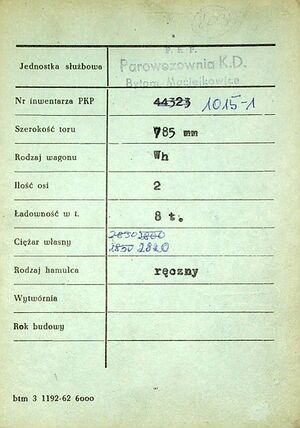 P. K. P.
Jednostka służbowa Parowozownia K.D.
Bytom Maciejkowice
Nr inwentarza PKP 44323 1015-1
Szerokość toru 785 mm
Rodzaj wagonu Wh
Ilość osi 2
Ładowność w t. 8 t.
2830
Ciężar własny 2850 2820
Rodzaj hamulca ręczny
Wytwórnia
Rok budowy
btm 3 1192-62 6000